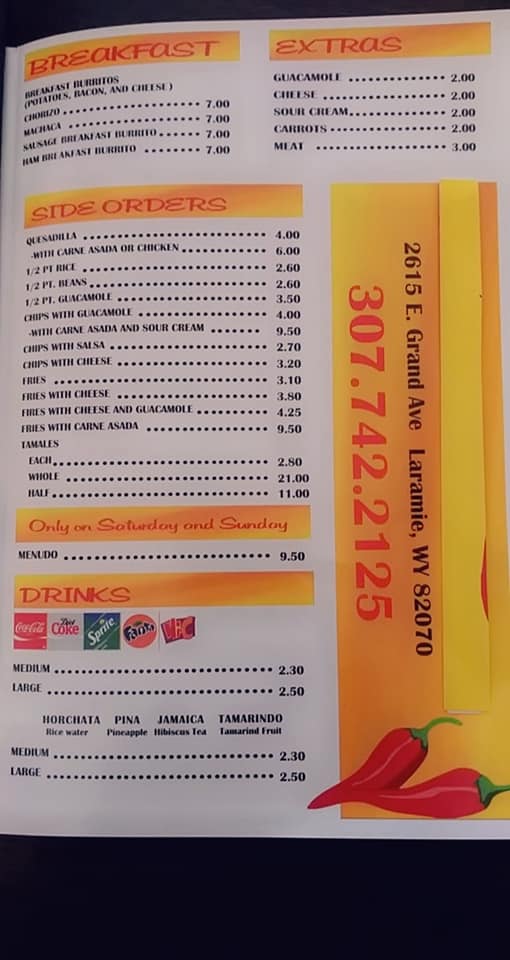 BREAKFAST
BREAKFAST BURRITOS
(POTATOES, BACON, AND CHEESE )
CHORIZO 7.00
MACHACA 7.00
SAUSAGE BREAKFAST BURRITO 7.00
HAM BREAKFAST BURRITO 7.00
EXTRAS
GUACAMOLE 2.00
CHEESE 2.00
SOUR CREAM 2.00
CARROTS 2.00
MEAT 3.00
SIDE ORDERS
QUESADILLA 4.00
-WITH CARNE ASADA OR CHICKEN 6.00
1/2 PT RICE 2.60
1/2 PT. BEANS 2.60
1/2 PT. GUACAMOLE 3.50
CHIPS WITH GUACAMOLE 4.00
-WITH CARNE ASADA AND SOUR CREAM 9.50
CHIPS WITH SALSA 2.70
CHIPS WITH CHEESE 3.20
FRIES 3.10
FRIES WITH CHEESE 3.80
FIRES WITH CHEESE AND GUACAMOLE 4.25
FRIES WITH CARNE ASADA 9.50
TAMALES
EACH 2.80
WHOLE 21.00
HALF 11.00
Only on Saturday and Sunday
MENUDO 9.50
DRINKS
Coca-Cola Diet Coke Sprite Fanta
MEDIUM 2.30
LARGE 2.50
HORCHATA PINA JAMAICA TAMARINDO
Rice water Pineapple Hibiscus Tea Tamarind Fruit
MEDIUM 2.30
LARGE 2.50
2615 E. Grand Ave Laramie, WY 82070
307.742.2125